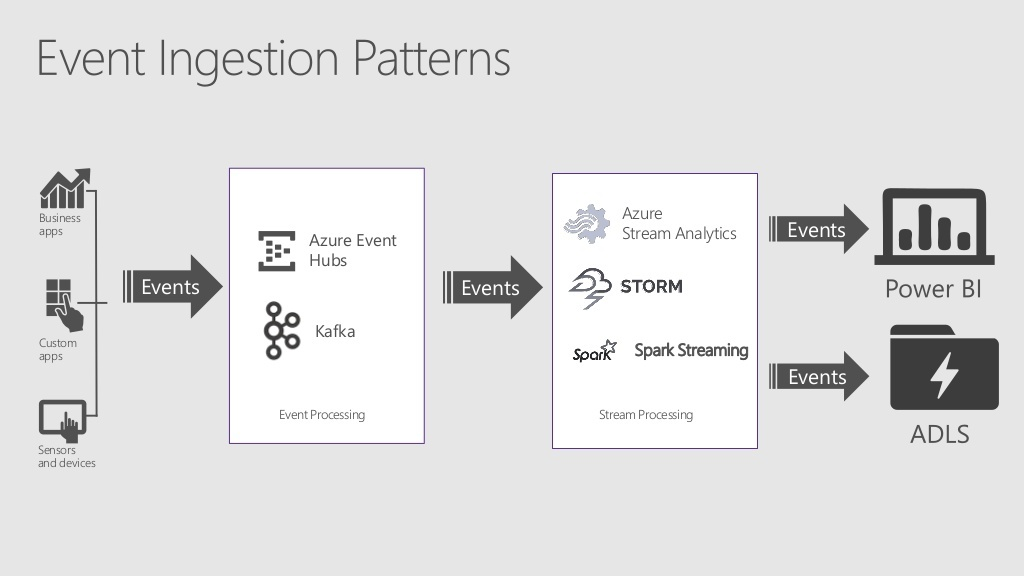 Event Ingestion Patterns
Business
apps
Custom
apps
Sensors
and devices
Events
Azure Event
Hubs
Kafka
Event Processing
Events
Azure
Stream Analytics
STORM
Spark
Spark Streaming
Stream Processing
Events
Power BI
Events
ADLS